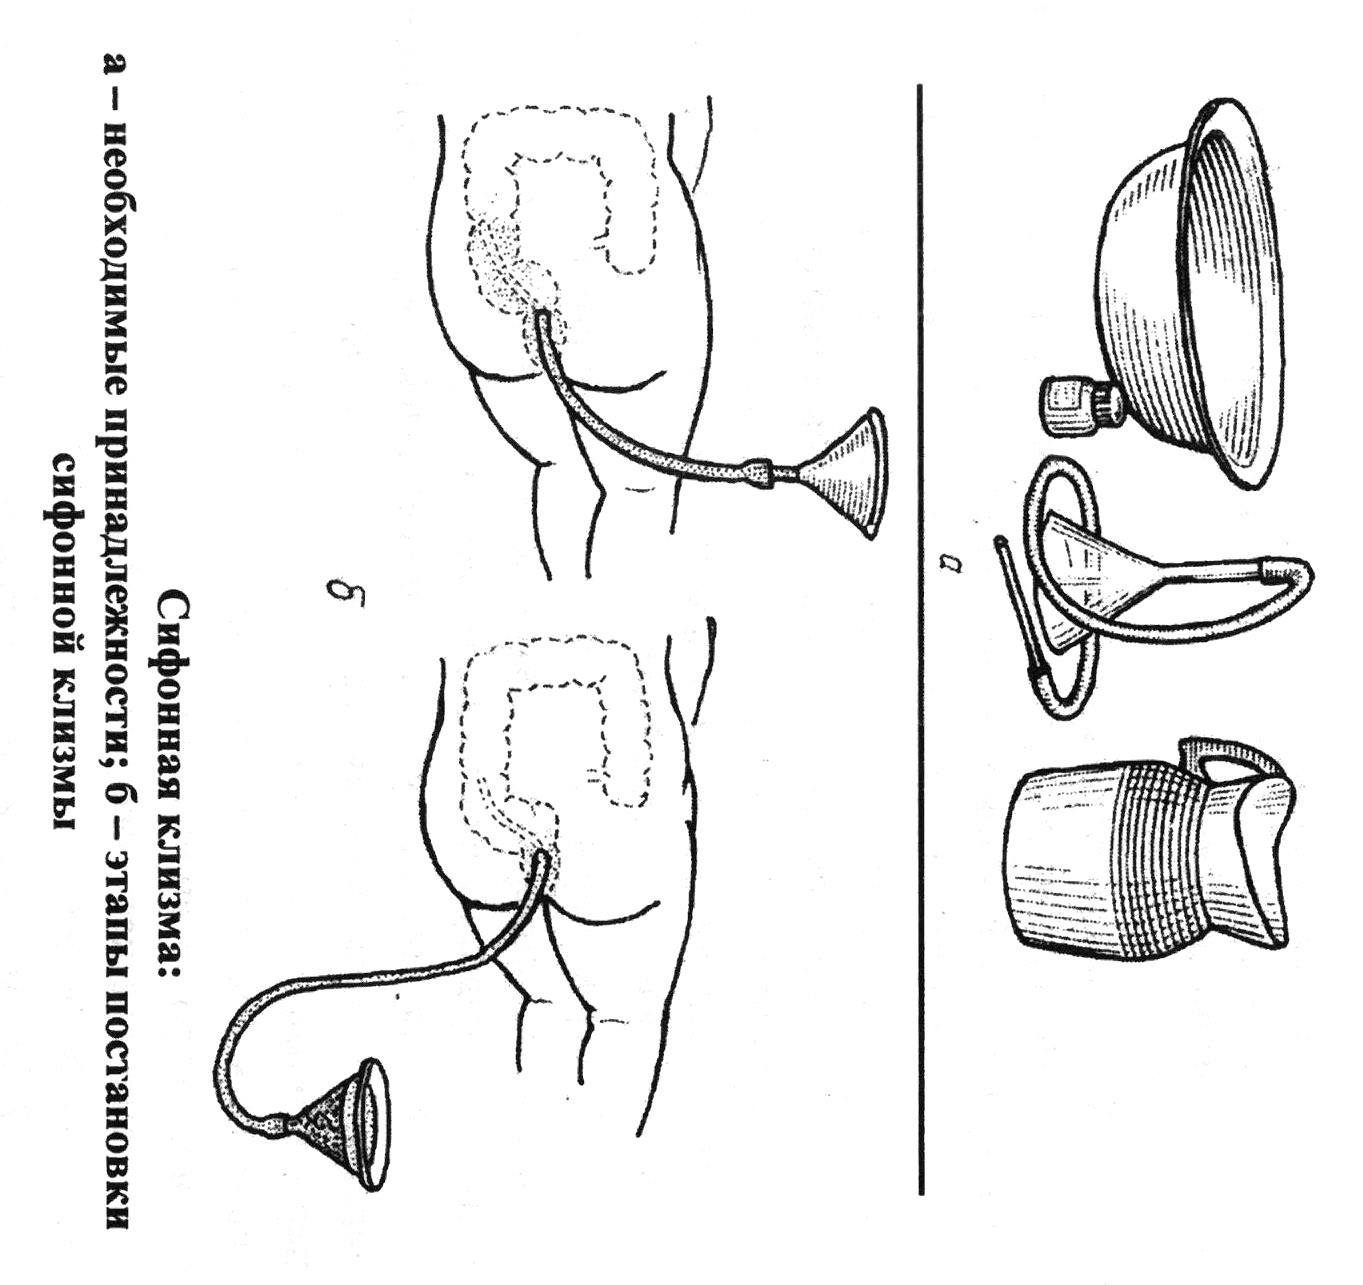 а
б
Сифонная клизма:
а – необходимые принадлежности; б – этапы постановки
сифонной клизмы